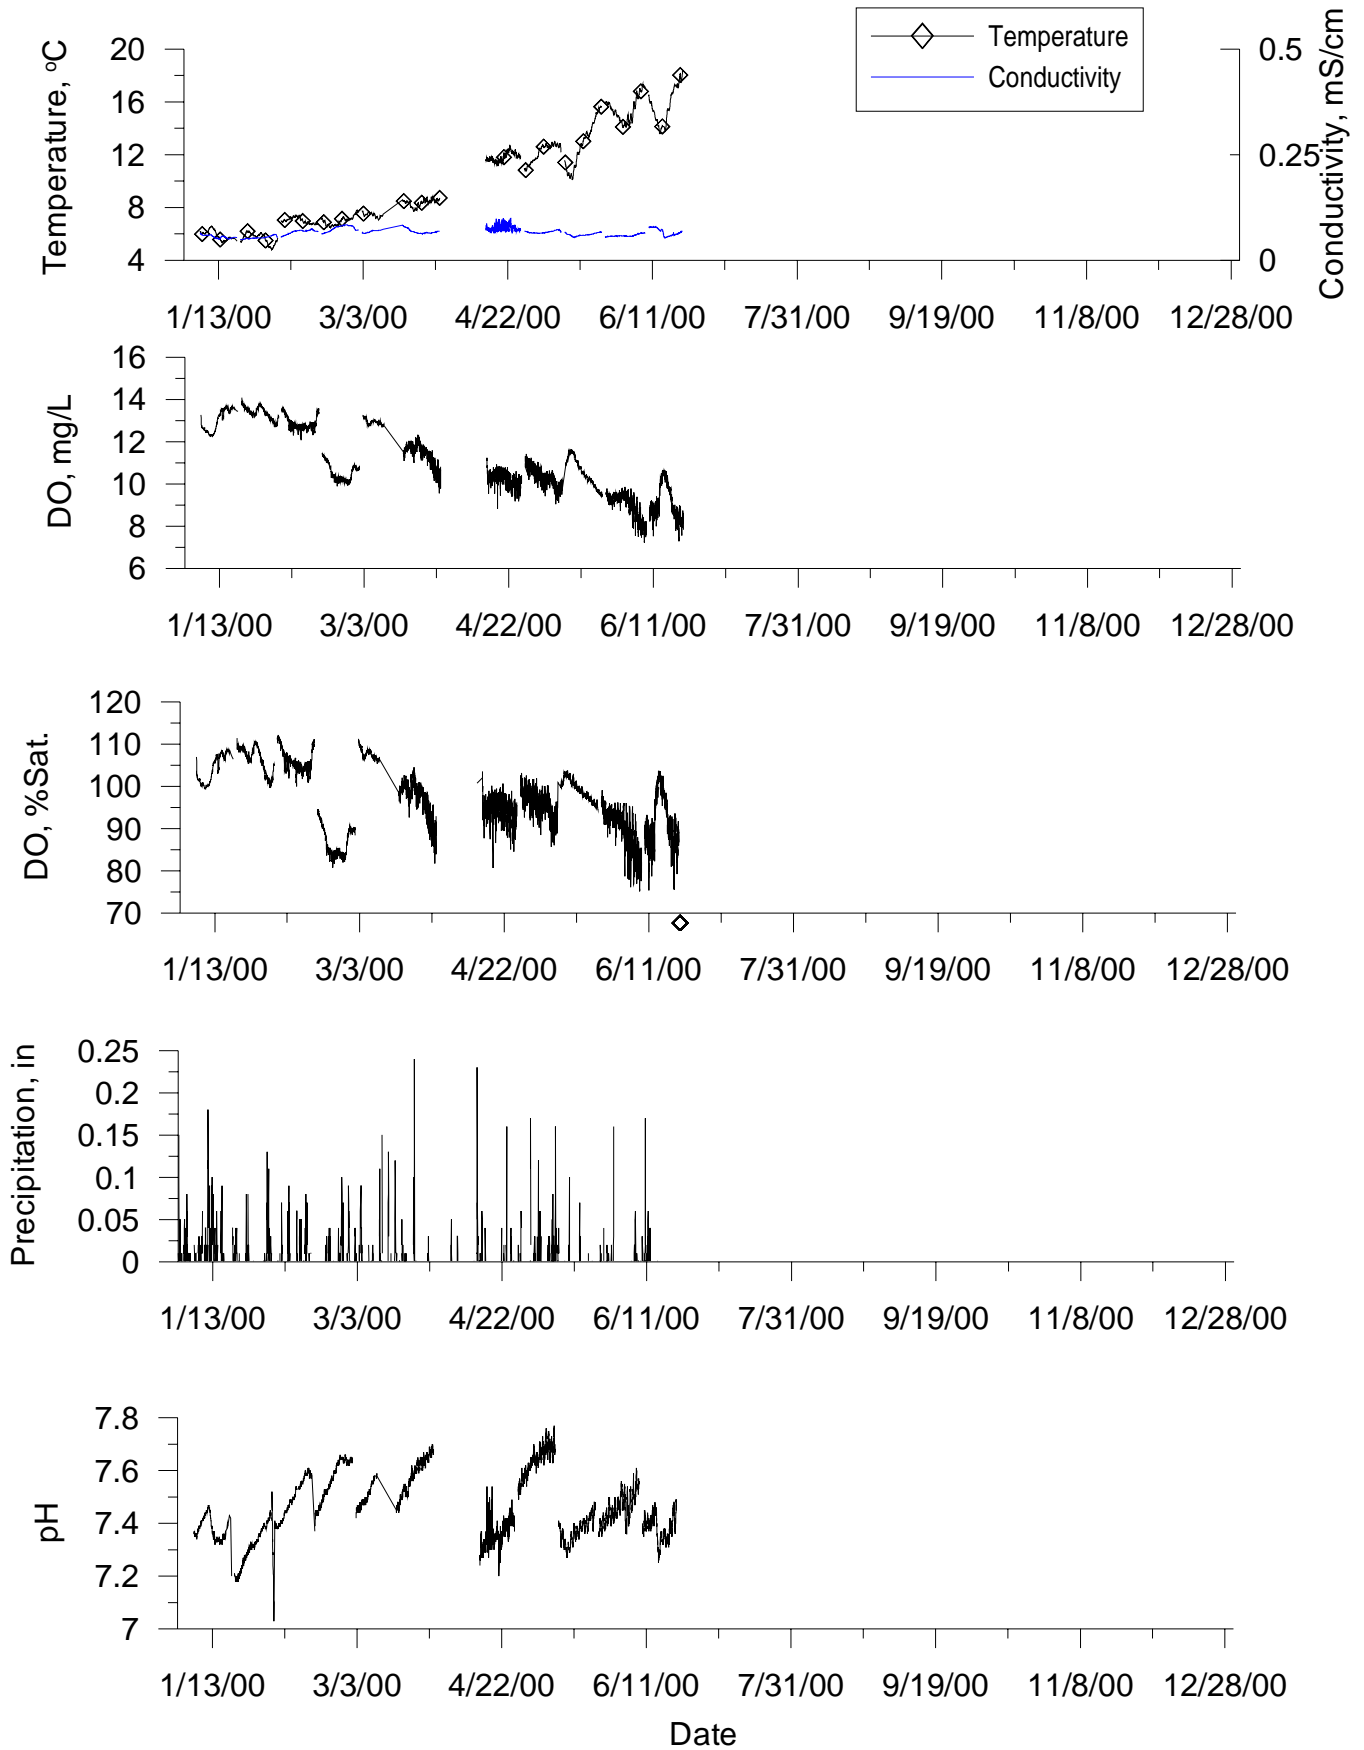 Temperature
Conductivity
Temperature, ºC
20
16
12
8
4
0.5
0.25
0
Conductivity, mS/cm
1/13/00 3/3/00 4/22/00 6/11/00 7/31/00 9/19/00 11/8/00 12/28/00
DO, mg/L
16
14
12
10
8
6
1/13/00 3/3/00 4/22/00 6/11/00 7/31/00 9/19/00 11/8/00 12/28/00
DO, %Sat.
120
110
100
90
80
70
1/13/00 3/3/00 4/22/00 6/11/00 7/31/00 9/19/00 11/8/00 12/28/00
Precipitation, in
0.25
0.2
0.15
0.1
0.05
0
1/13/00 3/3/00 4/22/00 6/11/00 7/31/00 9/19/00 11/8/00 12/28/00
pH
7.8
7.6
7.4
7.2
7
1/13/00 3/3/00 4/22/00 6/11/00 7/31/00 9/19/00 11/8/00 12/28/00
Date